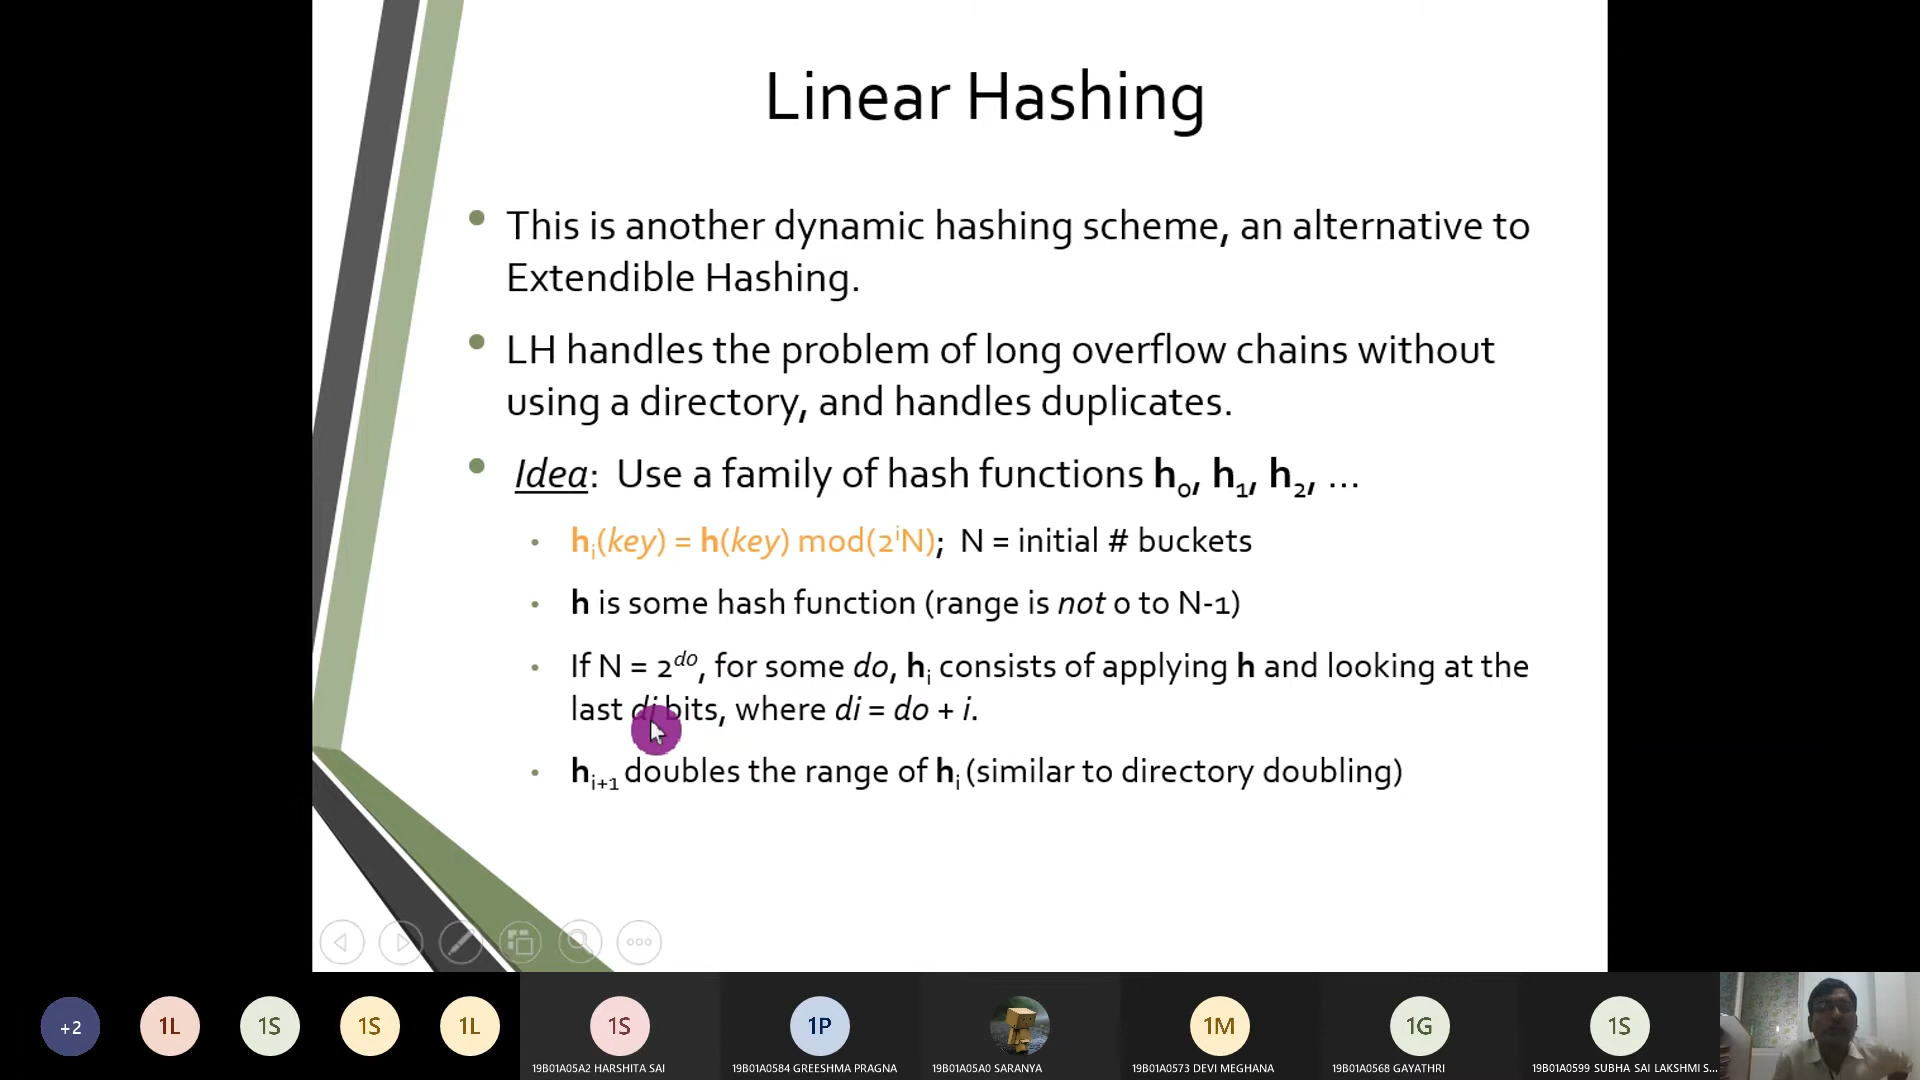 Linear Hashing
This is another dynamic hashing scheme, an alternative to
Extendible Hashing.
LH handles the problem of long overflow chains without
using a directory, and handles duplicates.
Idea: Use a family of hash functions h0, h1, h2, ...
hi(key) = h(key) mod(2^iN); N = initial # buckets
h is some hash function (range is not 0 to N-1)
If N = 2^do, for some do, hi consists of applying h and looking at the
last di bits, where di = do + i.
hi+1 doubles the range of hi (similar to directory doubling)
+2
1L
1S
1S
1L
1S
1P
1M
1G
1S
19B01A05A2 HARSHITA SAI
19B01A0584 GREESHMA PRAGNA
19B01A05A0 SARANYA
19B01A0573 DEVI MEGHANA
19B01A0568 GAYATHRI
19B01A0599 SUBHA SAI LAKSHMI S...